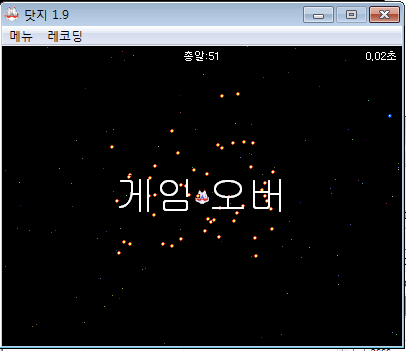 닷지 1.9
메뉴 레코딩
총알:51 0.02초
게임 오버